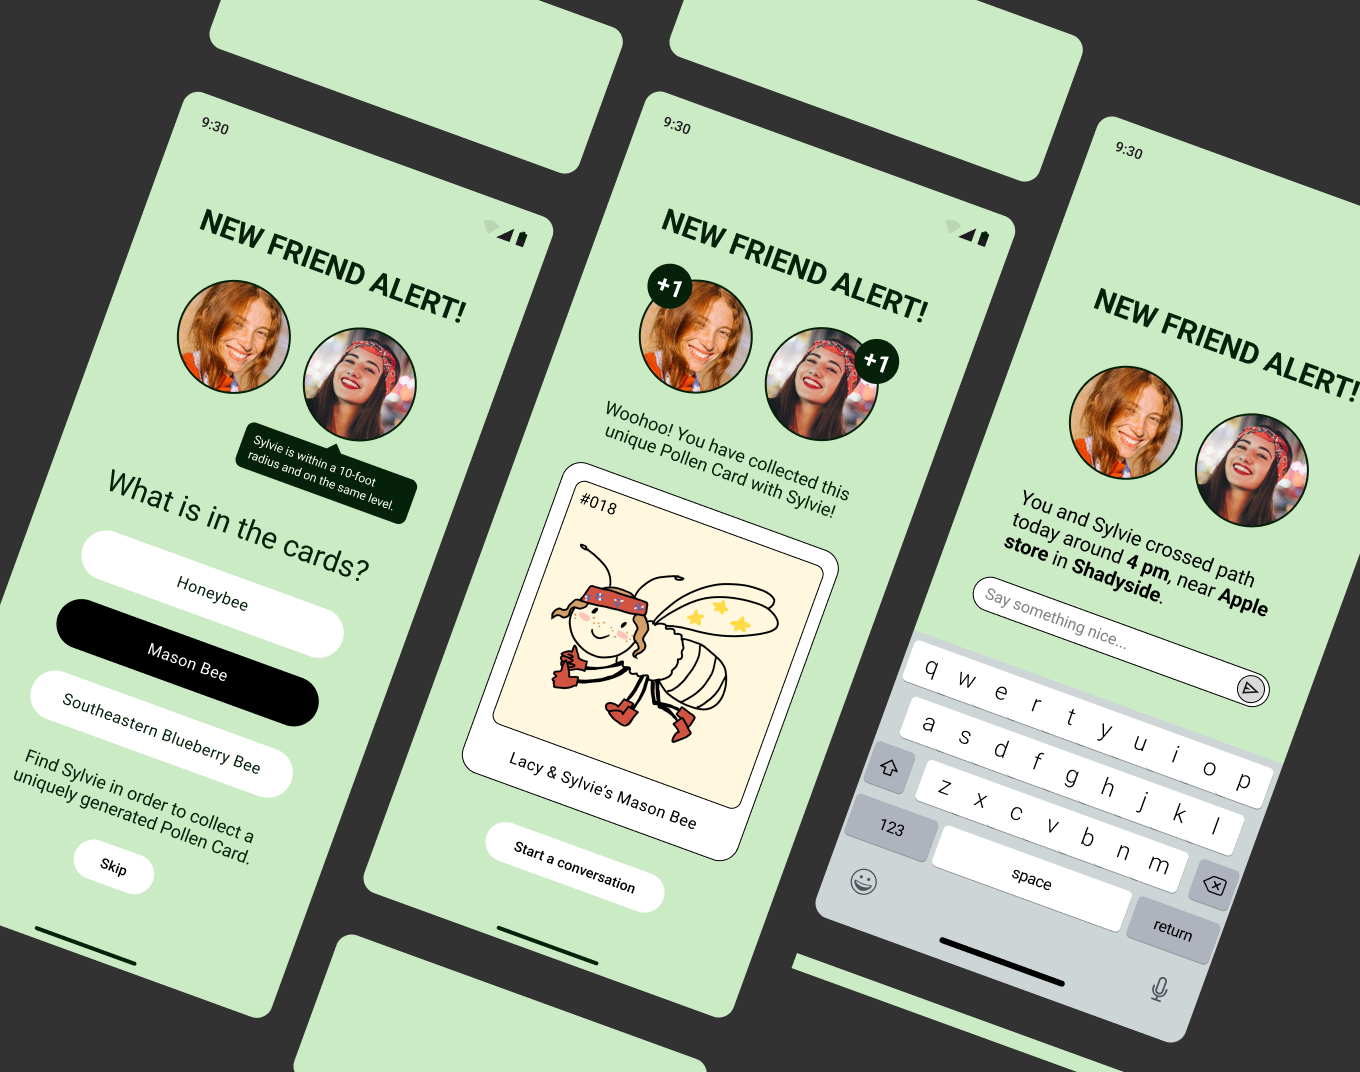 9:30
NEW FRIEND ALERT!
Sylvie is within a 10-foot
radius and on the same level.
What is in the cards?
Honeybee
Mason Bee
Southeastern Blueberry Bee
Find Sylvie in order to collect a
uniquely generated Pollen Card.
Skip
9:30
NEW FRIEND ALERT!
+1
+1
Woohoo! You have collected this
unique Pollen Card with Sylvie!
#018
Lacy & Sylvie's Mason Bee
Start a conversation
9:30
NEW FRIEND ALERT!
You and Sylvie crossed path
today around 4 pm, near Apple
store in Shadyside.
Say something nice...
q w e r t y u i o p
a s d f g h j k l
z x c v b n m
123
space
return